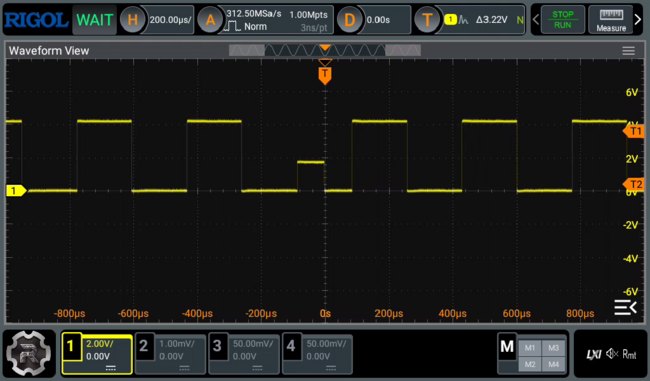 RIGOL WAIT H 200.00µs/ A 312.50MSa/s 1.00Mpts Norm 3ns/pt D 0.00s T 1 Δ3.22V N STOP RUN Measure
Waveform View
T
6V
4V
T1
2V
1 T2
-2V
-4V
-6V
-800µs -600µs -400µs -200µs 0s 200µs 400µs 600µs 800µs
1 2.00V/ 0.00V 2 1.00mV/ 0.00V 3 50.00mV/ 0.00V 4 50.00mV/ 0.00V M M1 M3 M2 M4 LXI Rmt